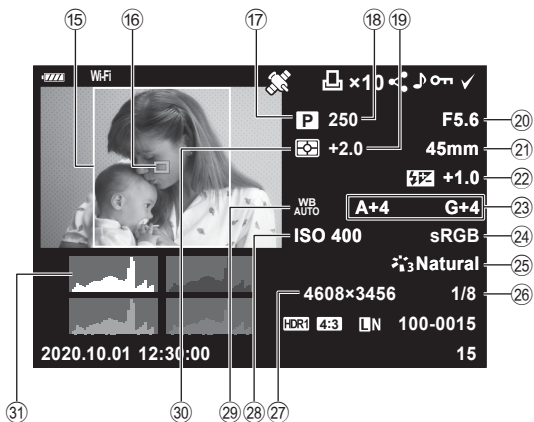 ⑮ ⑯ ⑰ ⑱ ⑲
Wi-Fi ×10
P 250 F5.6 ⑳
+2.0 45mm ㉑
+1.0 ㉒
WB AUTO A+4 G+4 ㉓
ISO 400 sRGB ㉔
3 Natural ㉕
4608×3456 1/8 ㉖
HDR1 4:3 L N 100-0015
2020.10.01 12:30:00 15
㉛ ㉚ ㉙ ㉘ ㉗